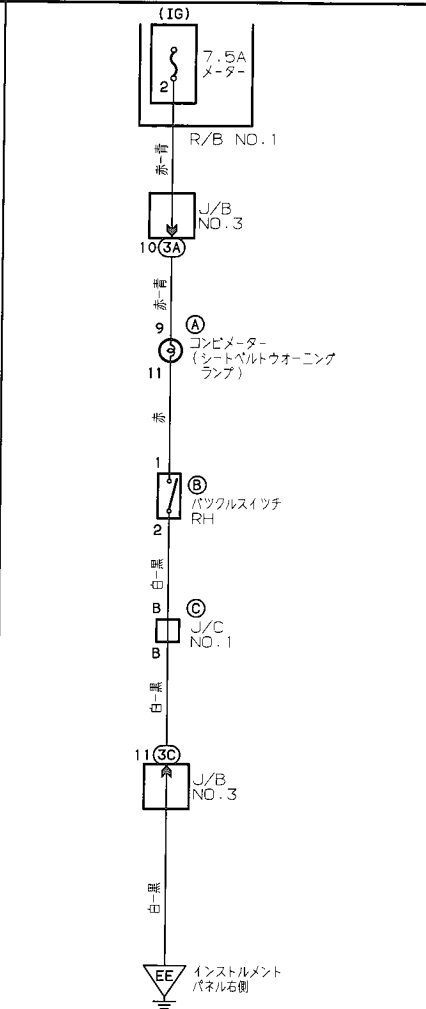 (IG)
7.5A
メーター
2
R/B NO.1
赤-青
J/B
NO.3
10 3A
赤-青
9 A
コンビメーター
(シートベルトウオーニング
ランプ)
11
赤
1
B
バツクルスイツチ
RH
2
白-黒
B C
J/C
NO.1
B
白-黒
11 3C
J/B
NO.3
白-黒
EE
インストルメント
パネル右側